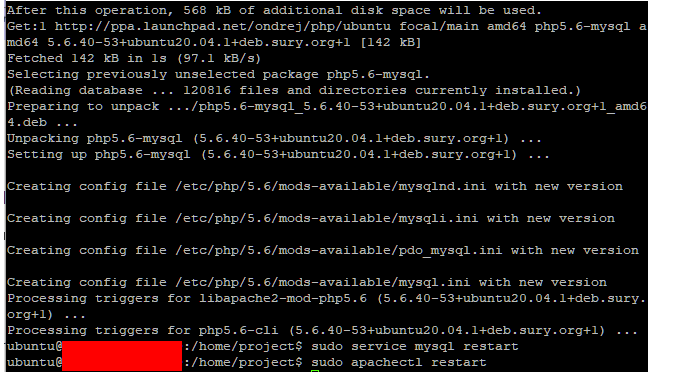 After this operation, 568 kB of additional disk space will be used.
Get:1 http://ppa.launchpad.net/ondrej/php/ubuntu focal/main amd64 php5.6-mysql a
md64 5.6.40-53+ubuntu20.04.1+deb.sury.org+1 [142 kB]
Fetched 142 kB in 1s (97.1 kB/s)
Selecting previously unselected package php5.6-mysql.
(Reading database ... 120816 files and directories currently installed.)
Preparing to unpack .../php5.6-mysql_5.6.40-53+ubuntu20.04.1+deb.sury.org+1_amd6
4.deb ...
Unpacking php5.6-mysql (5.6.40-53+ubuntu20.04.1+deb.sury.org+1) ...
Setting up php5.6-mysql (5.6.40-53+ubuntu20.04.1+deb.sury.org+1) ...
Creating config file /etc/php/5.6/mods-available/mysqlnd.ini with new version
Creating config file /etc/php/5.6/mods-available/mysqli.ini with new version
Creating config file /etc/php/5.6/mods-available/pdo_mysql.ini with new version
Creating config file /etc/php/5.6/mods-available/mysql.ini with new version
Processing triggers for libapache2-mod-php5.6 (5.6.40-53+ubuntu20.04.1+deb.sury.
org+1) ...
Processing triggers for php5.6-cli (5.6.40-53+ubuntu20.04.1+deb.sury.org+1) ...
ubuntu@ :/home/project$ sudo service mysql restart
ubuntu@ :/home/project$ sudo apachectl restart